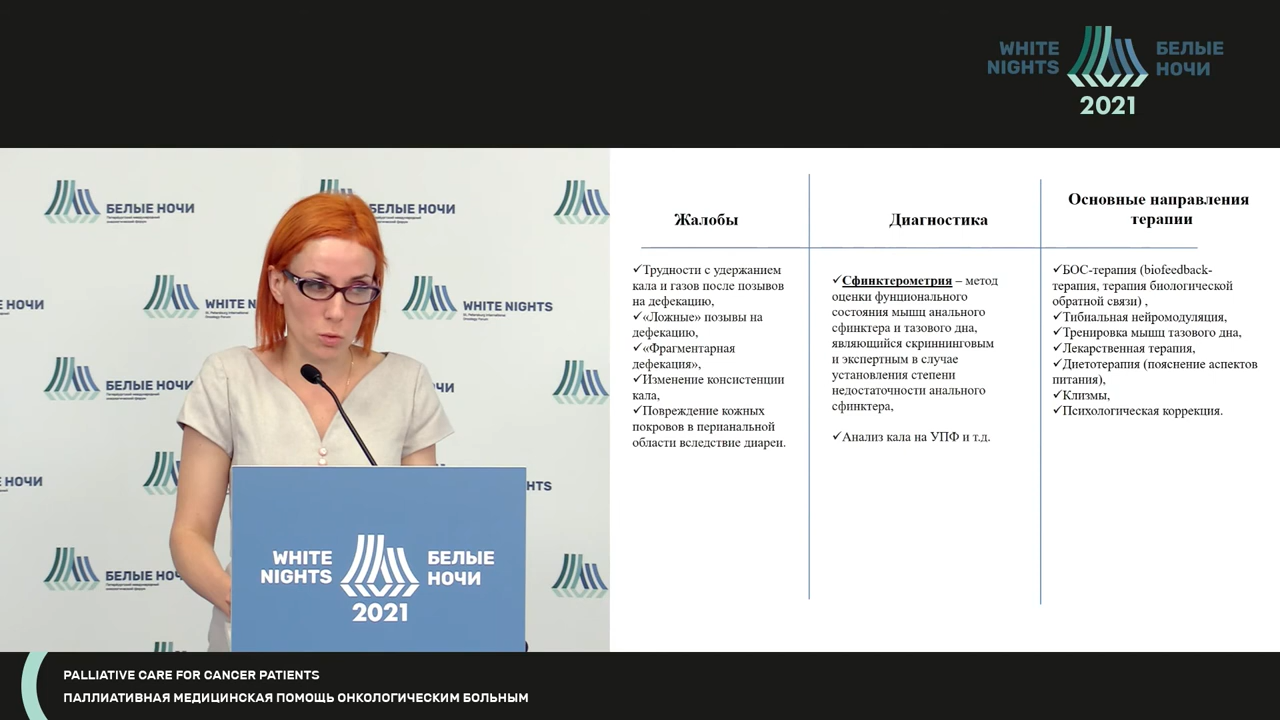 WHITE
NIGHTS
БЕЛЫЕ
НОЧИ
2021
БЕЛЫЕ НОЧИ
БЕЛЫЕ НОЧИ
WHITE NIGHTS
БЕЛЫЕ НОЧИ
WHITE
NIGHTS
БЕЛЫЕ
НОЧИ
2021
Жалобы
Диагностика
Основные направления
терапии
Трудности с удержанием
кала и газов после позывов
на дефекацию,
«Ложные» позывы на
дефекацию,
«Фрагментарная
дефекация»,
Изменение консистенции
кала,
Повреждение кожных
покровов в перианальной
области вследствие диареи.
Сфинктерометрия – метод
оценки фунционального
состояния мышц анального
сфинктера и тазового дна,
являющийся скриннинговым
и экспертным в случае
установления степени
недостаточности анального
сфинктера,
Анализ кала на УПФ и т.д.
БОС-терапия (biofeedback-
терапия, терапия биологической
обратной связи) ,
Тибиальная нейромодуляция,
Тренировка мышц тазового дна,
Лекарственная терапия,
Диетотерапия (пояснение аспектов
питания),
Клизмы,
Психологическая коррекция.
PALLIATIVE CARE FOR CANCER PATIENTS
ПАЛЛИАТИВНАЯ МЕДИЦИНСКАЯ ПОМОЩЬ ОНКОЛОГИЧЕСКИМ БОЛЬНЫМ